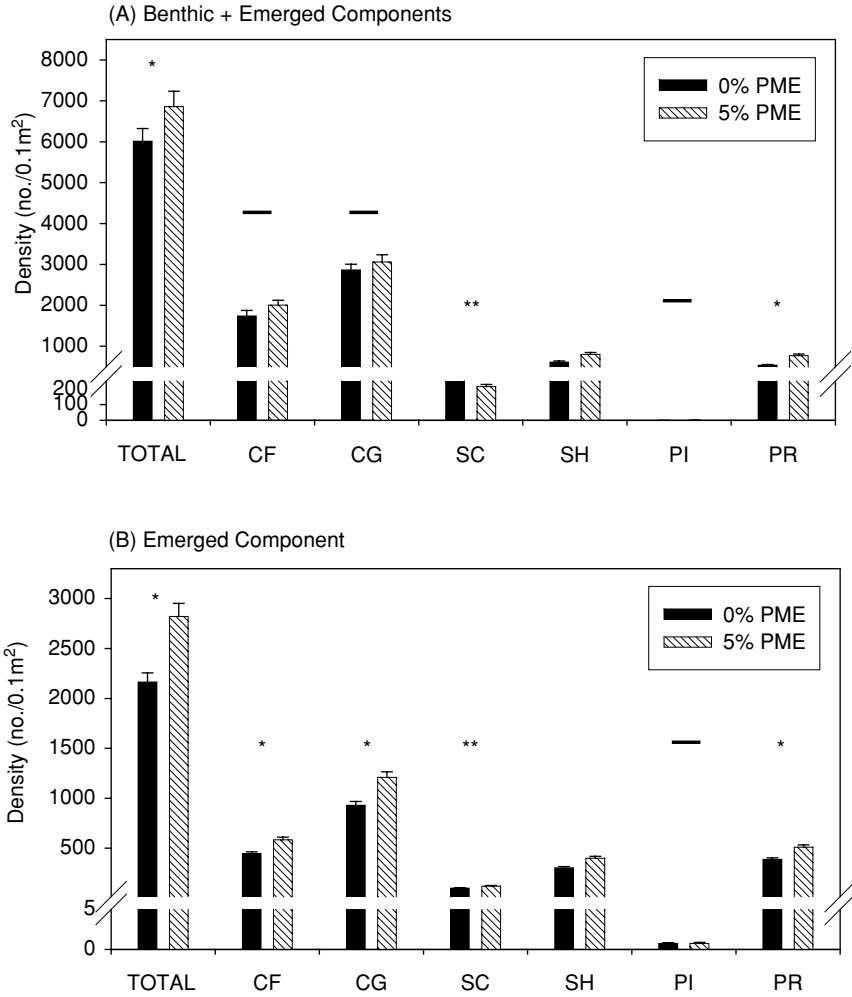 (A) Benthic + Emerged Components
Density (no./0.1m²)
8000
7000
6000
5000
4000
3000
2000
1000
200
100
0
*
**
*
0% PME
5% PME
TOTAL CF CG SC SH PI PR
(B) Emerged Component
Density (no./0.1m²)
3000
2500
2000
1500
1000
500
5
0
*
*
*
**
*
0% PME
5% PME
TOTAL CF CG SC SH PI PR